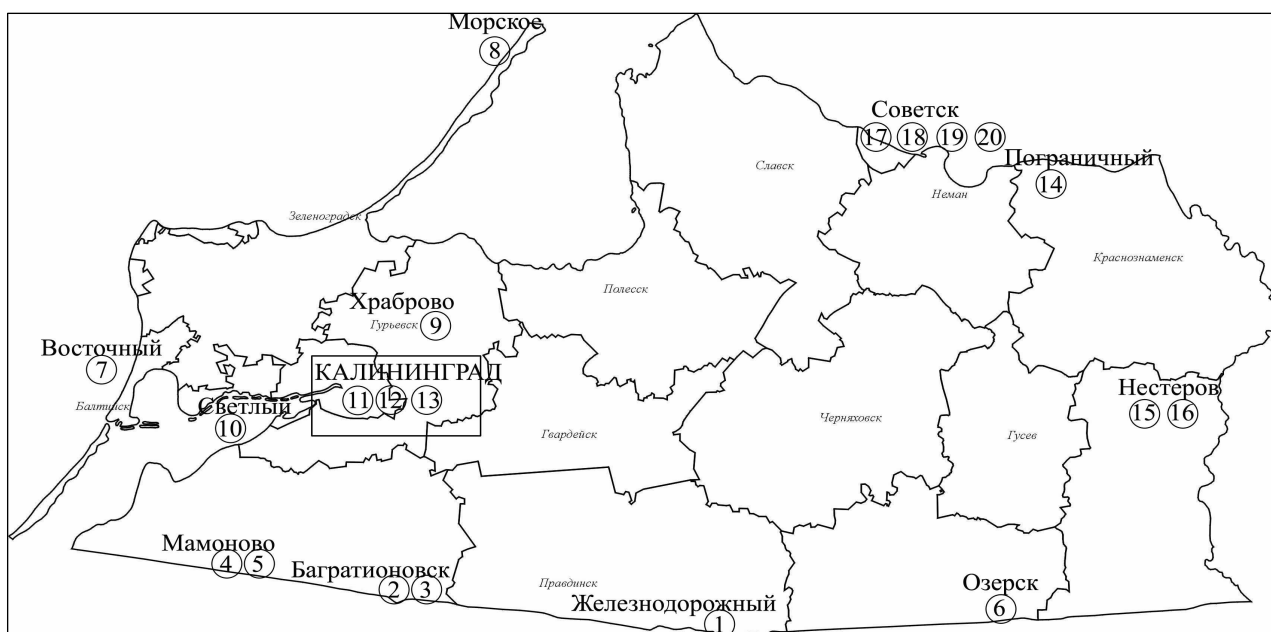 Морское
8
Советск
17 18 19 20
Пограничный
14
Славск
Неман
Зеленоградск
Краснознаменск
Полесск
Храброво
Гурьевск
9
Восточный
7
КАЛИНИНГРАД
11 12 13
Нестеров
15 16
Балтийск
Светлый
10
Гвардейск
Черняховск
Гусев
Мамоново
4 5
Багратионовск
2 3
Правдинск
Озерск
6
Железнодорожный
1